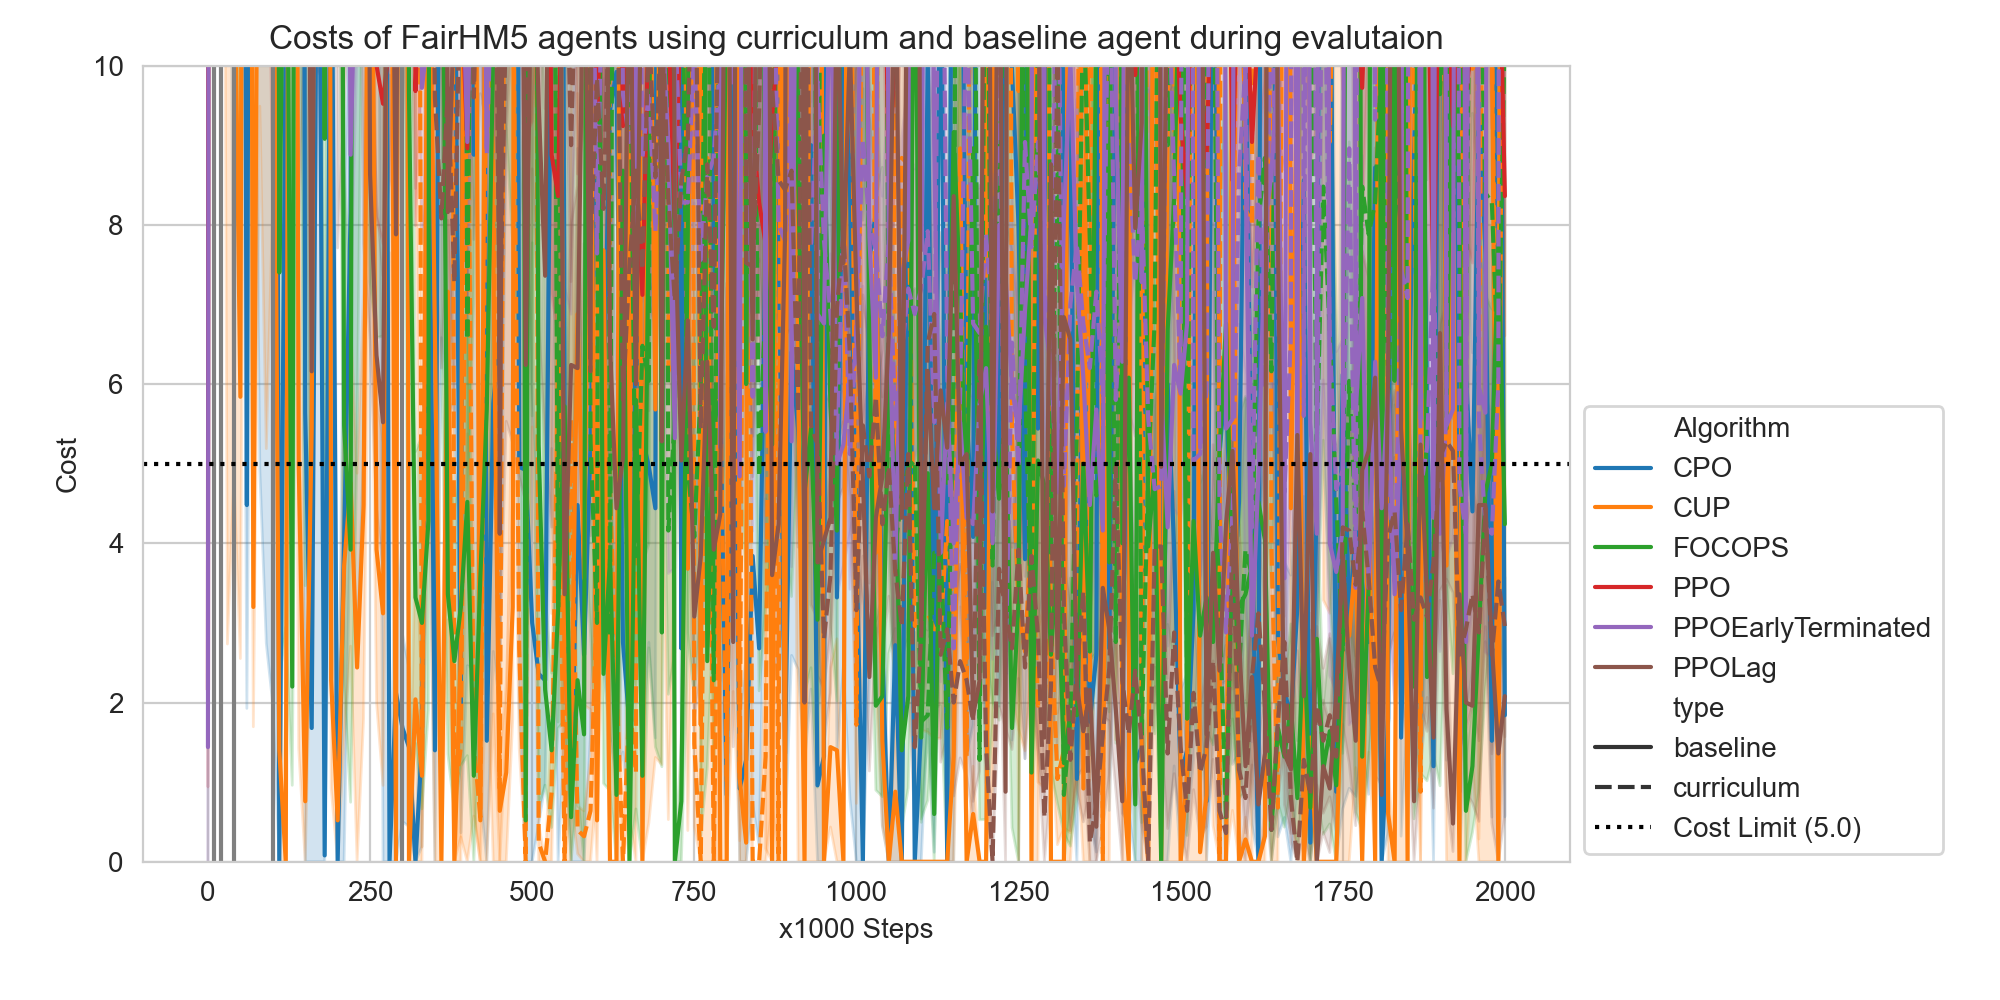 Costs of FairHM5 agents using curriculum and baseline agent during evalutaion
10
8
6
4
2
0
Cost
0 250 500 750 1000 1250 1500 1750 2000
x1000 Steps
Algorithm
CPO
CUP
FOCOPS
PPO
PPOEarlyTerminated
PPOLag
type
baseline
curriculum
Cost Limit (5.0)